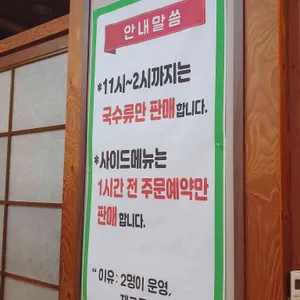 안내말씀
*11시~2시까지는
국수류만 판매합니다.
*사이드메뉴는
1시간 전 주문예약만
판매합니다.
" 이유: 2명이 운영,